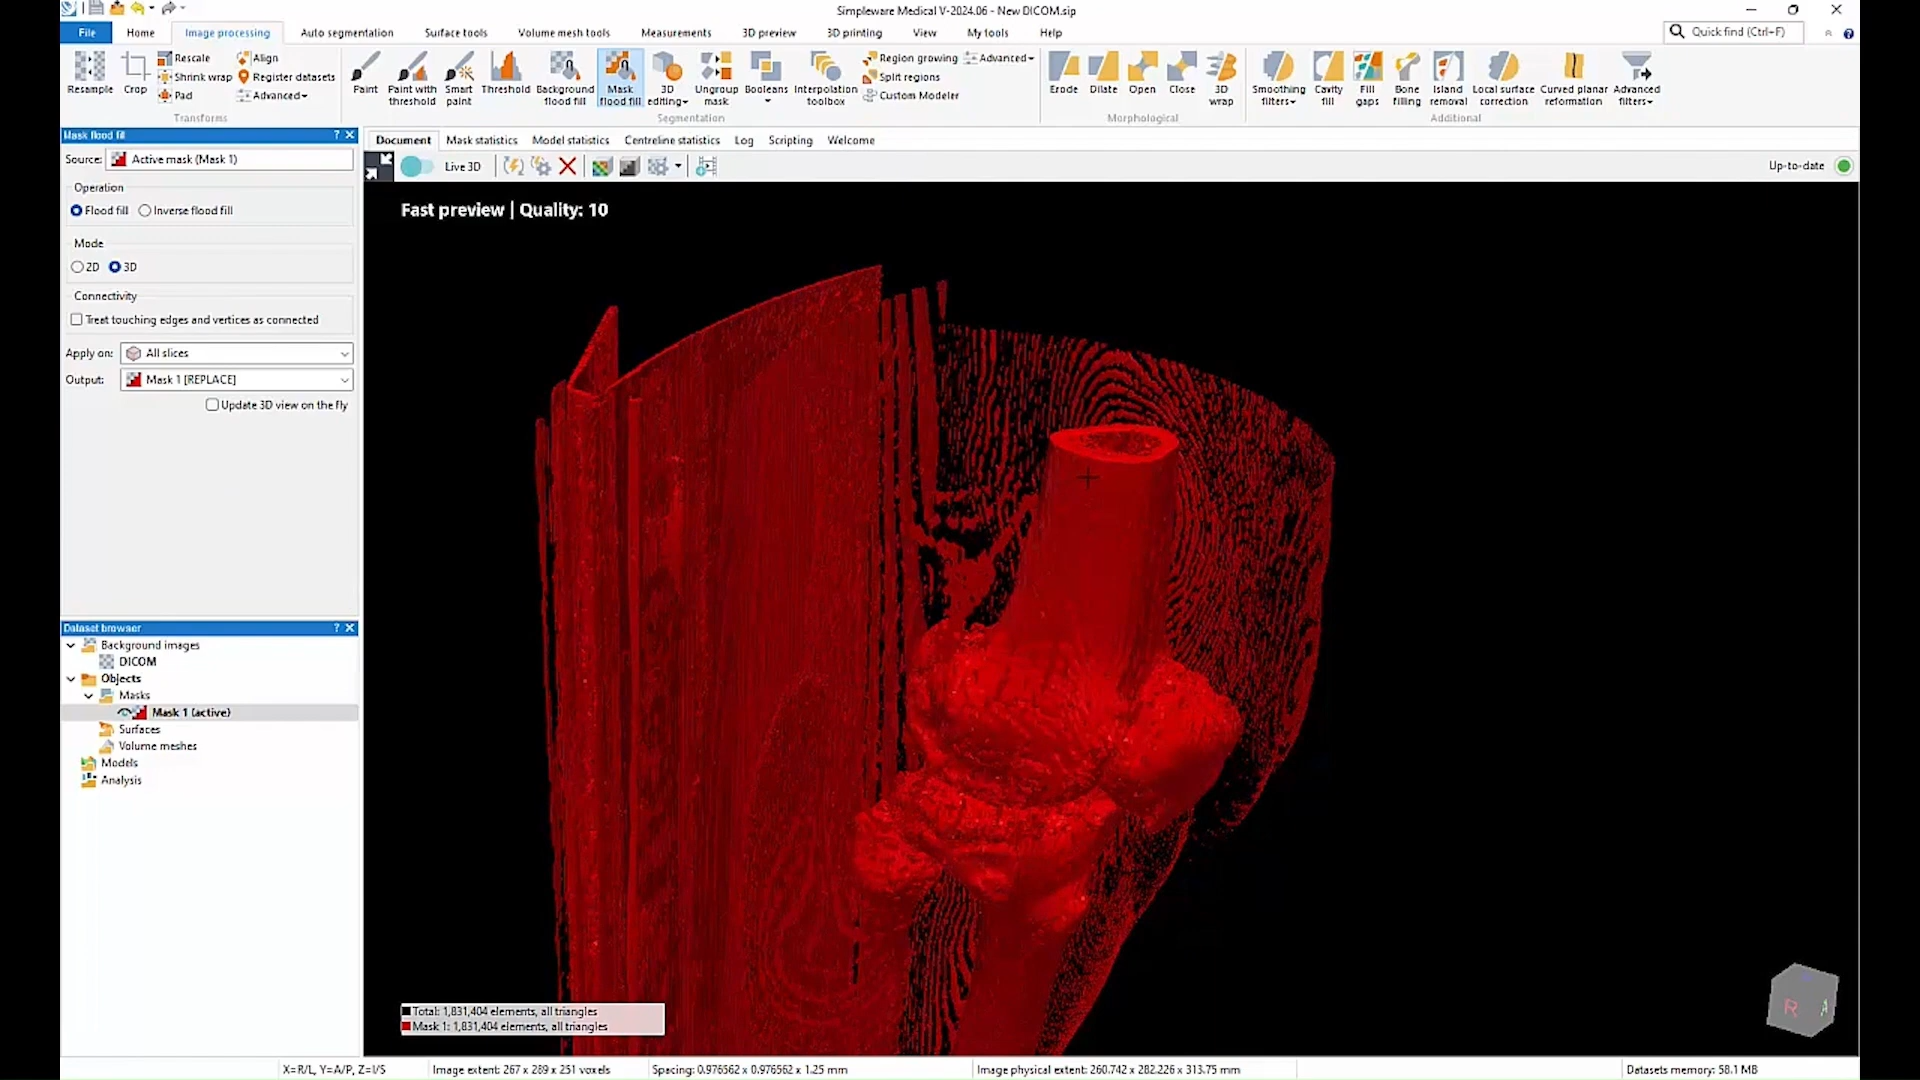 Simpleware Medical V-2024.06 - New DICOM.sip
File Home Image processing Auto segmentation Surface tools Volume mesh tools Measurements 3D preview 3D printing View My tools Help Quick find (Ctrl+F)
Resample Crop Rescale Shrink wrap Pad Align Register datasets Advanced
Transforms
Paint Paint with threshold Smart paint Threshold Background flood fill Mask flood fill 3D editing Ungroup mask Booleans Interpolation toolbox Region growing Split regions Custom Modeler Advanced
Segmentation
Erode Dilate Open Close 3D wrap
Morphological
Smoothing filters Cavity fill Fill gaps Bone filling Island removal Local surface correction Curved planar reformation Advanced filters
Additional
Mask flood fill ?
Source: Active mask (Mask 1)
Operation
Flood fill Inverse flood fill
Mode
2D 3D
Connectivity
Treat touching edges and vertices as connected
Apply on: All slices
Output: Mask 1 [REPLACE]
Update 3D view on the fly
Document Mask statistics Model statistics Centreline statistics Log Scripting Welcome
Live 3D Up-to-date
Fast preview | Quality: 10
Dataset browser ?
Background images
DICOM
Objects
Masks
Mask 1 (active)
Surfaces
Volume meshes
Models
Analysis
Total: 1,831,404 elements, all triangles
Mask 1: 1,831,404 elements, all triangles
R A
X=R/L, Y=A/P, Z=I/S Image extent: 267 x 289 x 251 voxels Spacing: 0.976562 x 0.976562 x 1.25 mm Image physical extent: 260.742 x 282.226 x 313.75 mm Datasets memory: 58.1 MB